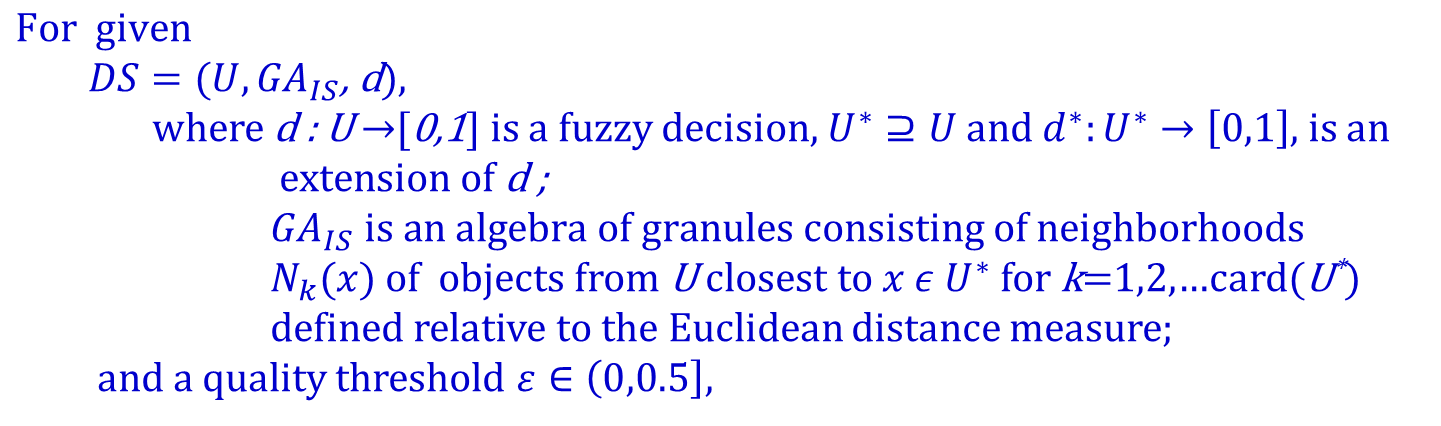 For given
DS = (U, GA_IS, d),
where d : U→[0,1] is a fuzzy decision, U* ⊇ U and d*: U* → [0,1], is an
extension of d ;
GA_IS is an algebra of granules consisting of neighborhoods
N_k(x) of objects from U closest to x ϵ U* for k=1,2,...card(U*)
defined relative to the Euclidean distance measure;
and a quality threshold ε ∈ (0,0.5],